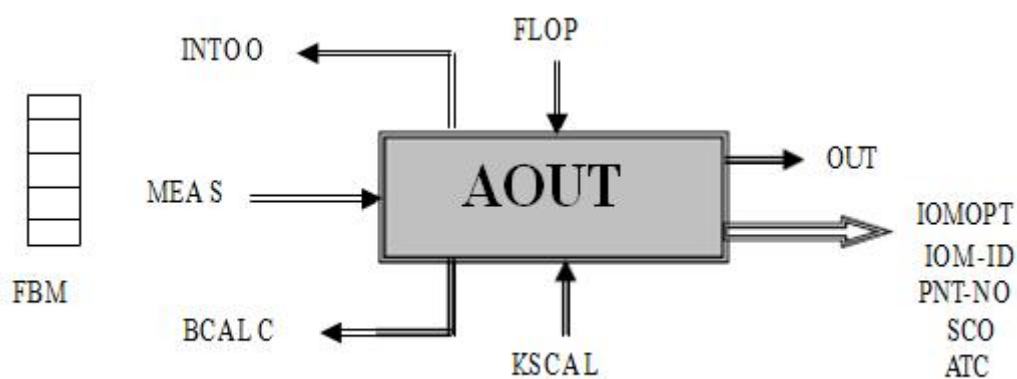 FLOP
INTOO
AOUT
OUT
MEAS
IOMOPT
IOM-ID
FBM
PNT-NO
BCALC
SCO
KSCAL
ATC